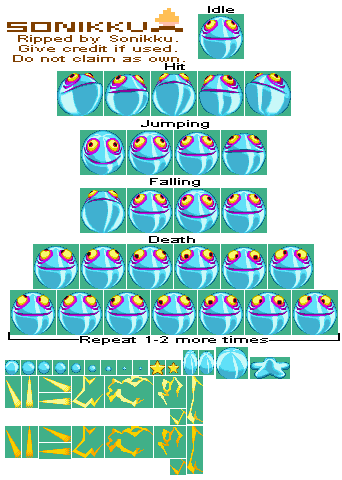 SONIKKU
Ripped by Sonikku.
Give credit if used.
Do not claim as own.
Idle
Hit
Jumping
Falling
Death
Repeat 1-2 more times